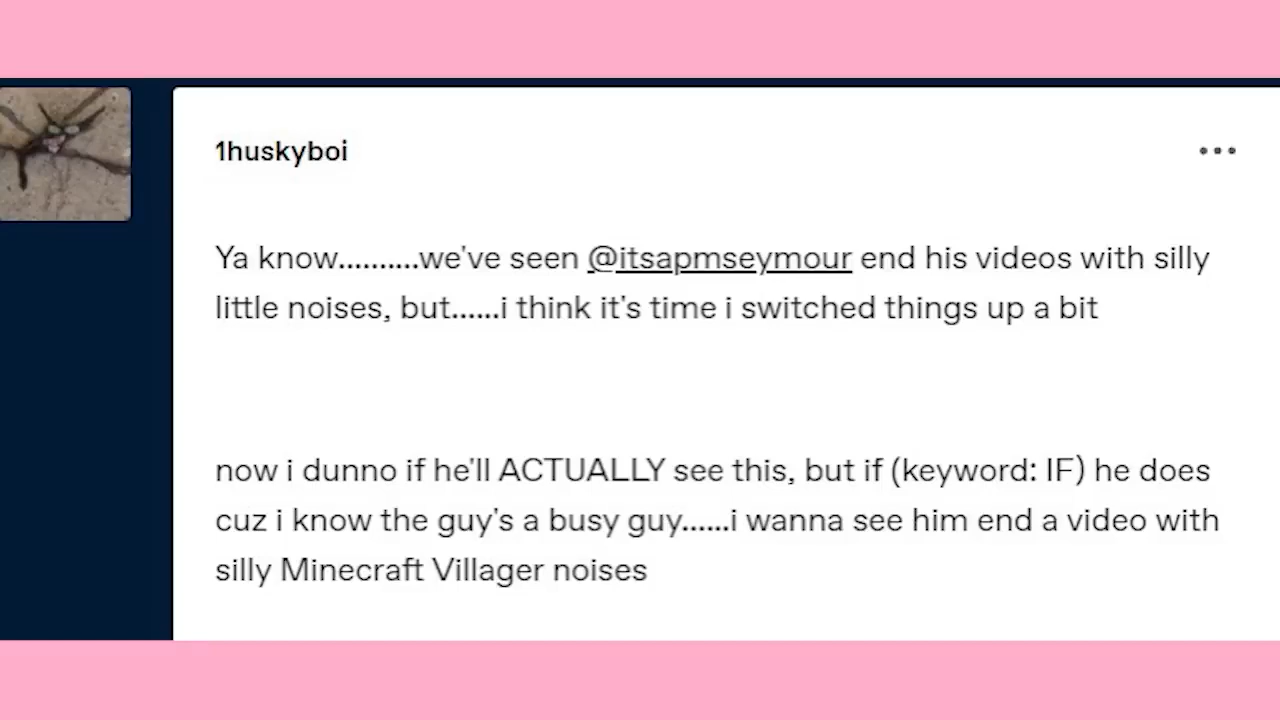 1huskyboi
Ya know..........we've seen @itsapmseymour end his videos with silly
little noises, but......i think it's time i switched things up a bit
now i dunno if he'll ACTUALLY see this, but if (keyword: IF) he does
cuz i know the guy's a busy guy......i wanna see him end a video with
silly Minecraft Villager noises